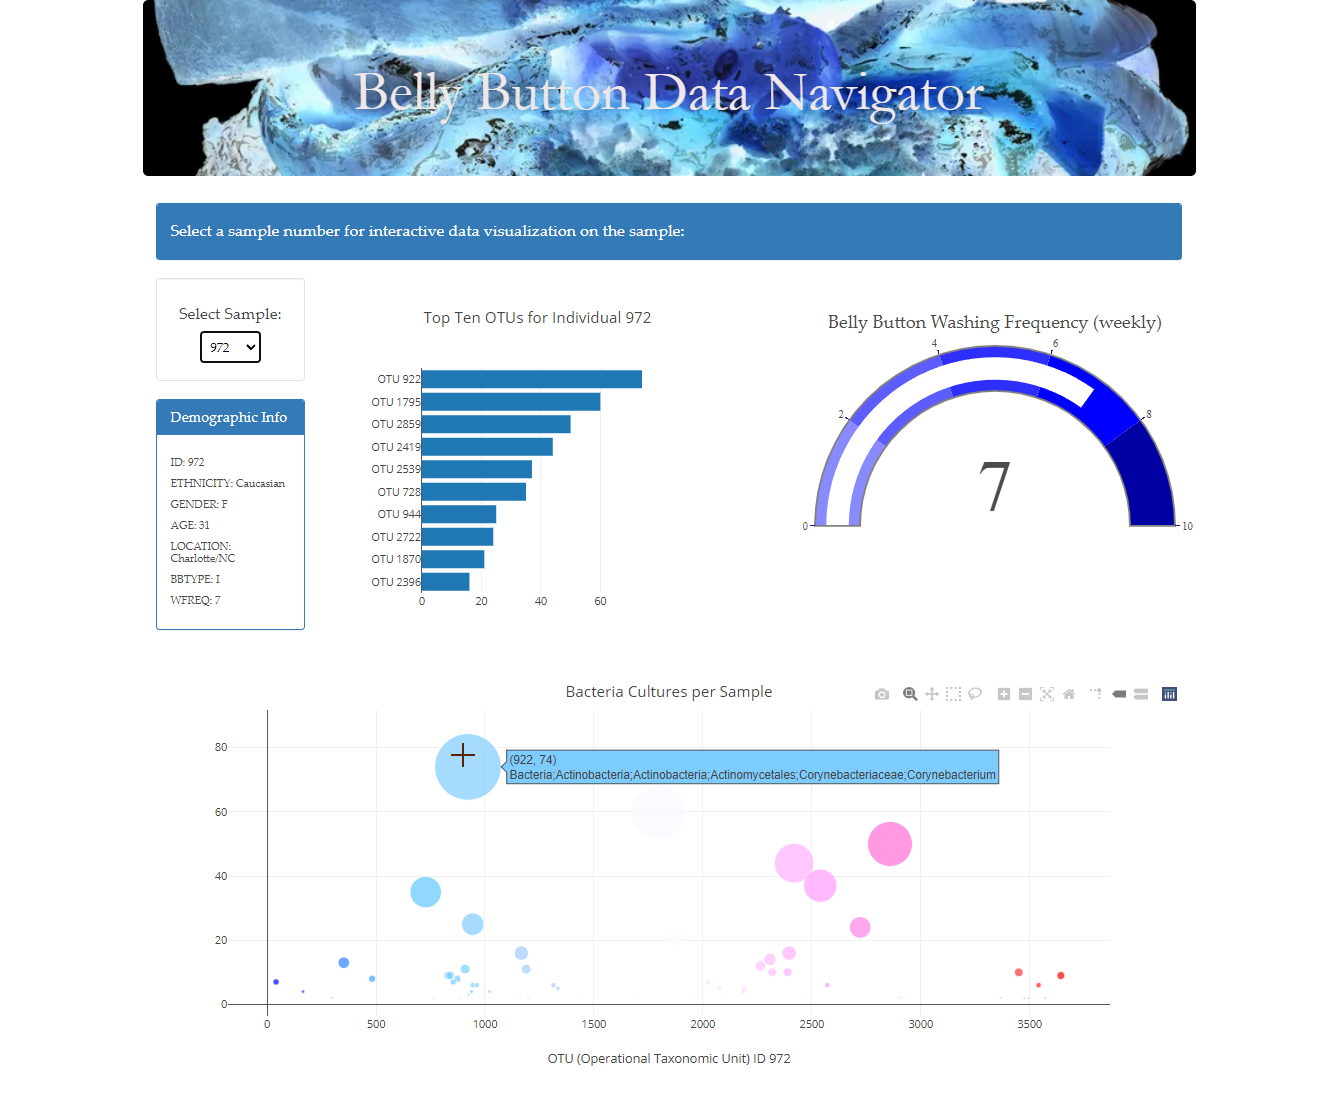 Belly Button Data Navigator
Select a sample number for interactive data visualization on the sample:
Select Sample:
972
Demographic Info
ID: 972
ETHNICITY: Caucasian
GENDER: F
AGE: 31
LOCATION:
Charlotte/NC
BBTYPE: I
WFREQ: 7
Top Ten OTUs for Individual 972
OTU 922
OTU 1795
OTU 2859
OTU 2419
OTU 2539
OTU 728
OTU 944
OTU 2722
OTU 1870
OTU 2396
0 20 40 60
Belly Button Washing Frequency (weekly)
0 2 4 6 8 10
7
Bacteria Cultures per Sample
80
60
40
20
0
(922, 74)
Bacteria;Actinobacteria;Actinobacteria;Actinomycetales;Corynebacteriaceae;Corynebacterium
0 500 1000 1500 2000 2500 3000 3500
OTU (Operational Taxonomic Unit) ID 972